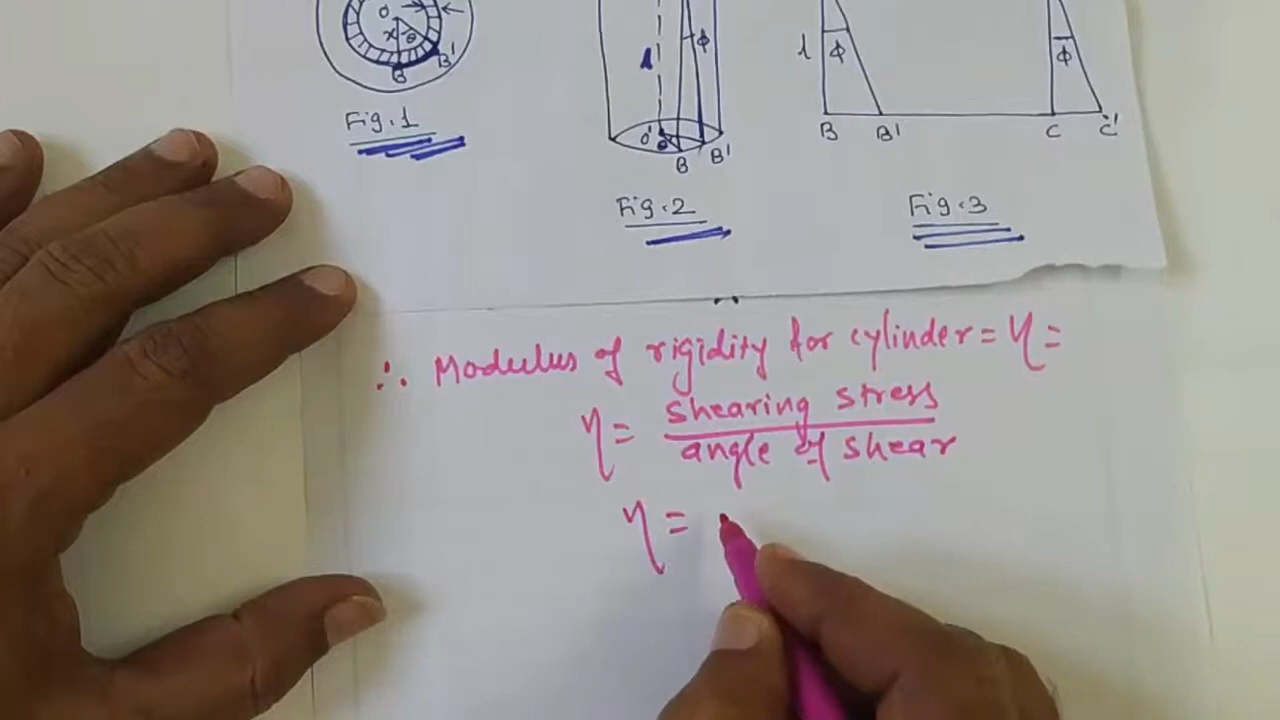 O
x θ
B B'
Fig.1
l ϕ
O' θ
B B'
Fig.2
l ϕ ϕ
B B' C C'
Fig.3
∴ Modulus of rigidity for cylinder = η =
η = shearing stress
angle of shear
η =